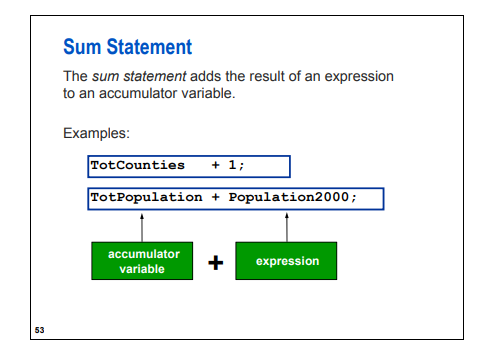 Sum Statement
The sum statement adds the result of an expression
to an accumulator variable.
Examples:
TotCounties + 1;
TotPopulation + Population2000;
accumulator
variable
+
expression
53